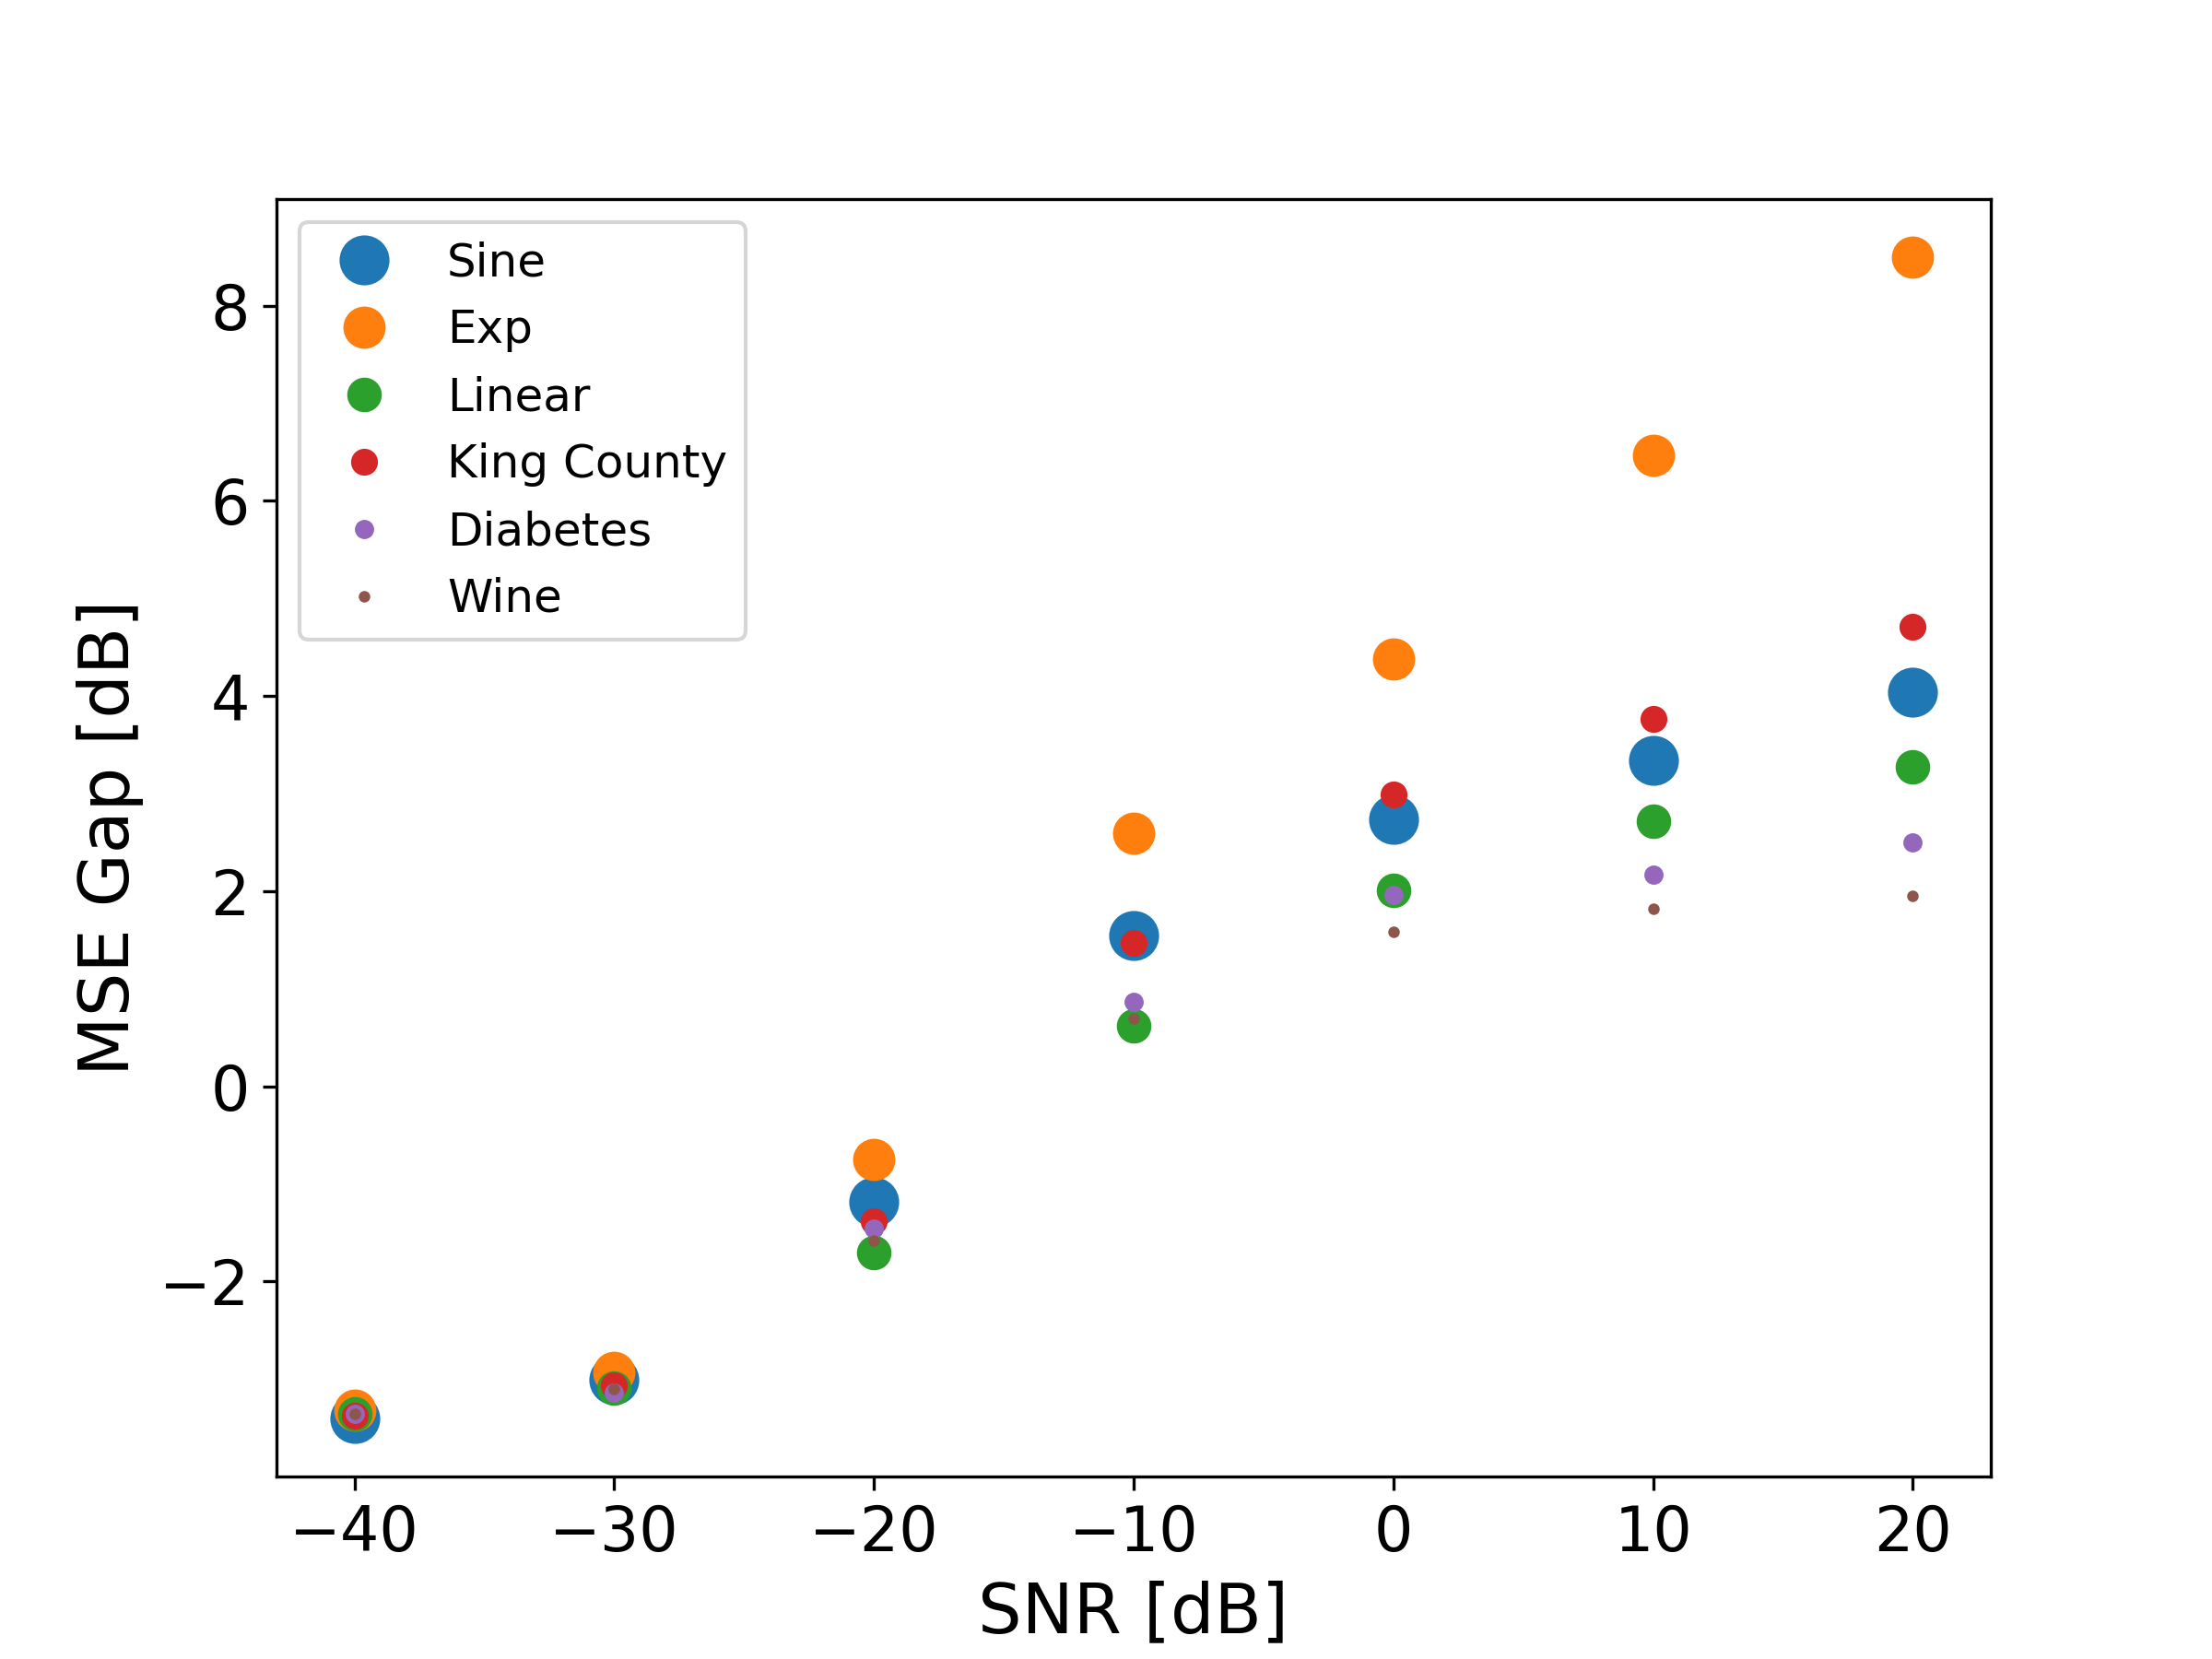 Sine
Exp
Linear
King County
Diabetes
Wine
8
6
4
2
0
−2
MSE Gap [dB]
−40 −30 −20 −10 0 10 20
SNR [dB]